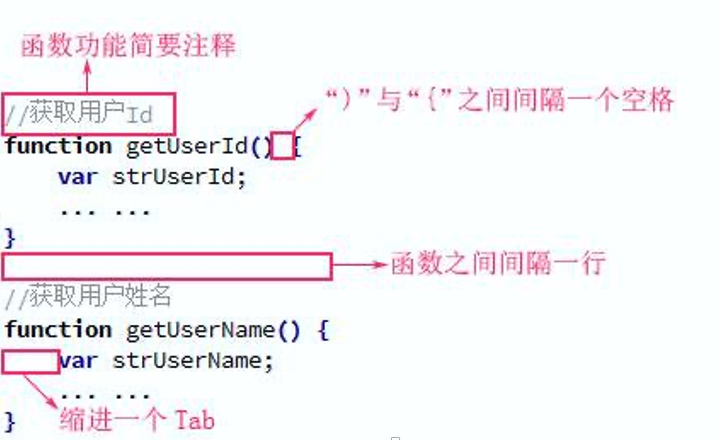 函数功能简要注释
//获取用户Id
“)”与“{”之间间隔一个空格
function getUserId() {
var strUserId;
... ...
}
函数之间间隔一行
//获取用户姓名
function getUserName() {
var strUserName;
... ...
缩进一个 Tab
}